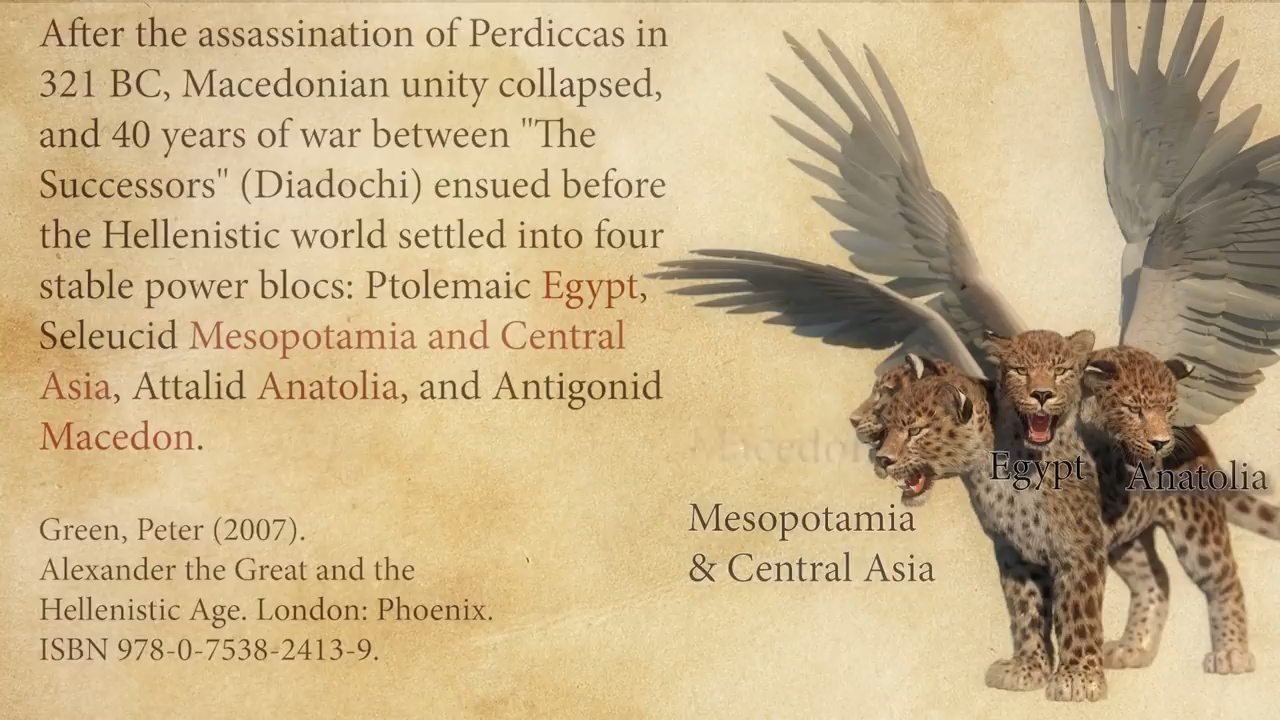 After the assassination of Perdiccas in
321 BC, Macedonian unity collapsed,
and 40 years of war between "The
Successors" (Diadochi) ensued before
the Hellenistic world settled into four
stable power blocs: Ptolemaic Egypt,
Seleucid Mesopotamia and Central
Asia, Attalid Anatolia, and Antigonid
Macedon.
Green, Peter (2007).
Alexander the Great and the
Hellenistic Age. London: Phoenix.
ISBN 978-0-7538-2413-9.
Macedon
Egypt
Anatolia
Mesopotamia
& Central Asia